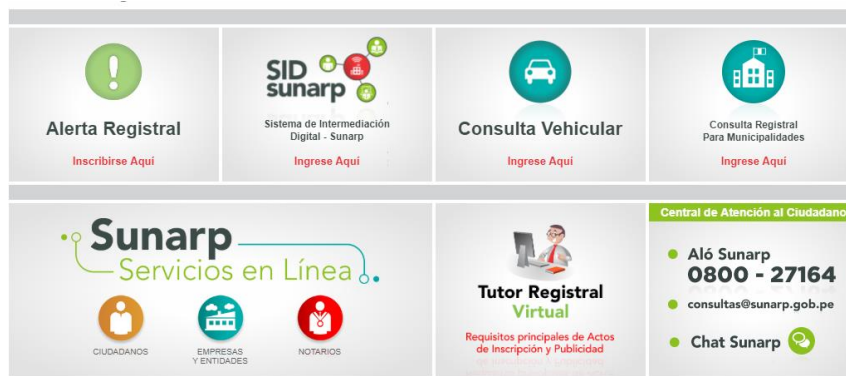 Alerta Registral
Inscribirse Aquí
SID
sunarp
Sistema de Intermediación
Digital - Sunarp
Ingrese Aquí
Consulta Vehicular
Ingrese Aquí
Consulta Registral
Para Municipalidades
Ingrese Aquí
Sunarp
Servicios en Línea
CIUDADANOS
EMPRESAS
Y ENTIDADES
NOTARIOS
Tutor Registral
Virtual
Requisitos principales de Actos
de Inscripción y Publicidad
Central de Atención al Ciudadano
Aló Sunarp
0800 - 27164
consultas@sunarp.gob.pe
Chat Sunarp